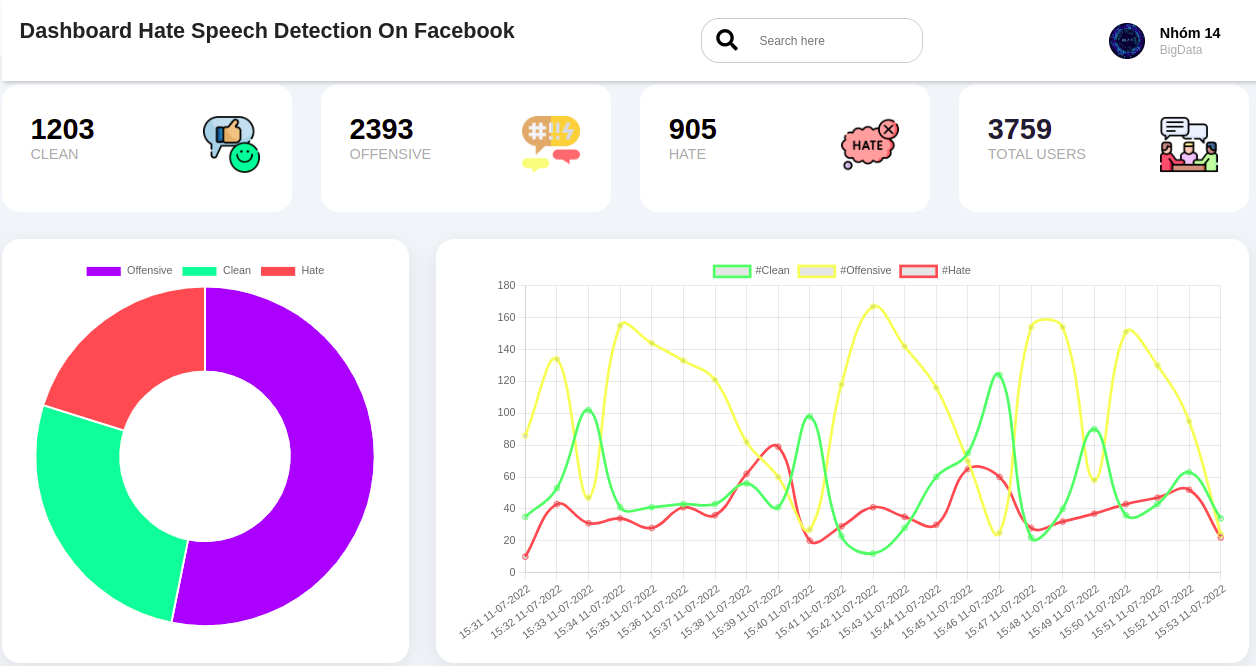 Dashboard Hate Speech Detection On Facebook
Search here
Nhóm 14
BigData
1203
CLEAN
2393
OFFENSIVE
#!!
905
HATE
HATE
3759
TOTAL USERS
Offensive
Clean
Hate
#Clean
#Offensive
#Hate
180
160
140
120
100
80
60
40
20
0
15:31 11-07-2022
15:32 11-07-2022
15:33 11-07-2022
15:34 11-07-2022
15:35 11-07-2022
15:36 11-07-2022
15:37 11-07-2022
15:38 11-07-2022
15:39 11-07-2022
15:40 11-07-2022
15:41 11-07-2022
15:42 11-07-2022
15:43 11-07-2022
15:44 11-07-2022
15:45 11-07-2022
15:46 11-07-2022
15:47 11-07-2022
15:48 11-07-2022
15:49 11-07-2022
15:50 11-07-2022
15:51 11-07-2022
15:52 11-07-2022
15:53 11-07-2022